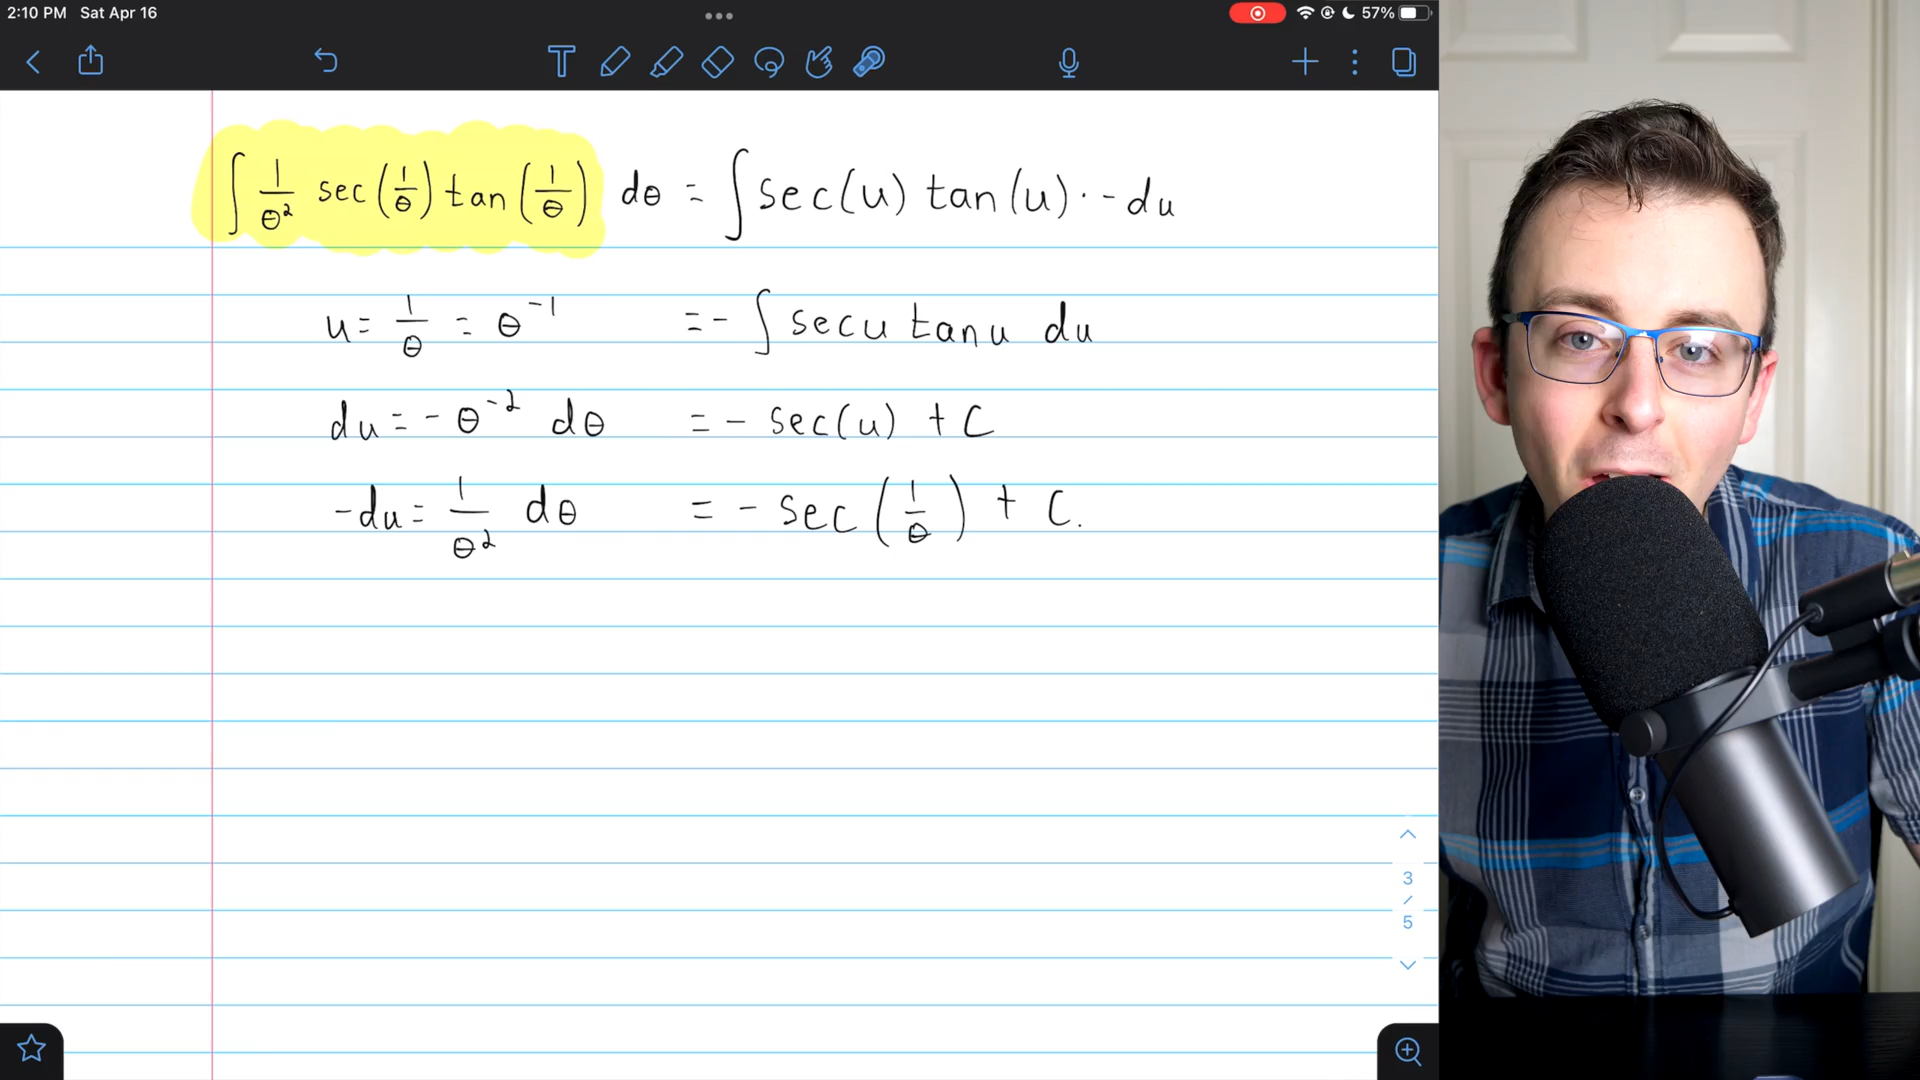 2:10 PM Sat Apr 16 57%
T
∫ 1/θ² sec(1/θ) tan(1/θ) dθ = ∫ sec(u) tan(u) · - du
u = 1/θ = θ⁻¹ = - ∫ sec u tan u du
du = - θ⁻² dθ = - sec(u) + C
-du = 1/θ² dθ = - sec(1/θ) + C.
3
/
5